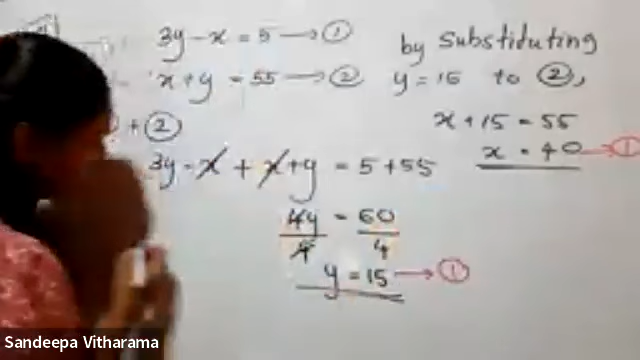 3y - x = 5 → ①
x + y = 55 → ②
+ ②
3y - x + x + y = 5 + 55
4y = 60
4 4
y = 15 → ①
by Substiduting
y = 15 to ②,
x + 15 = 55
x = 40 → ①
Sandeepa Vitharama